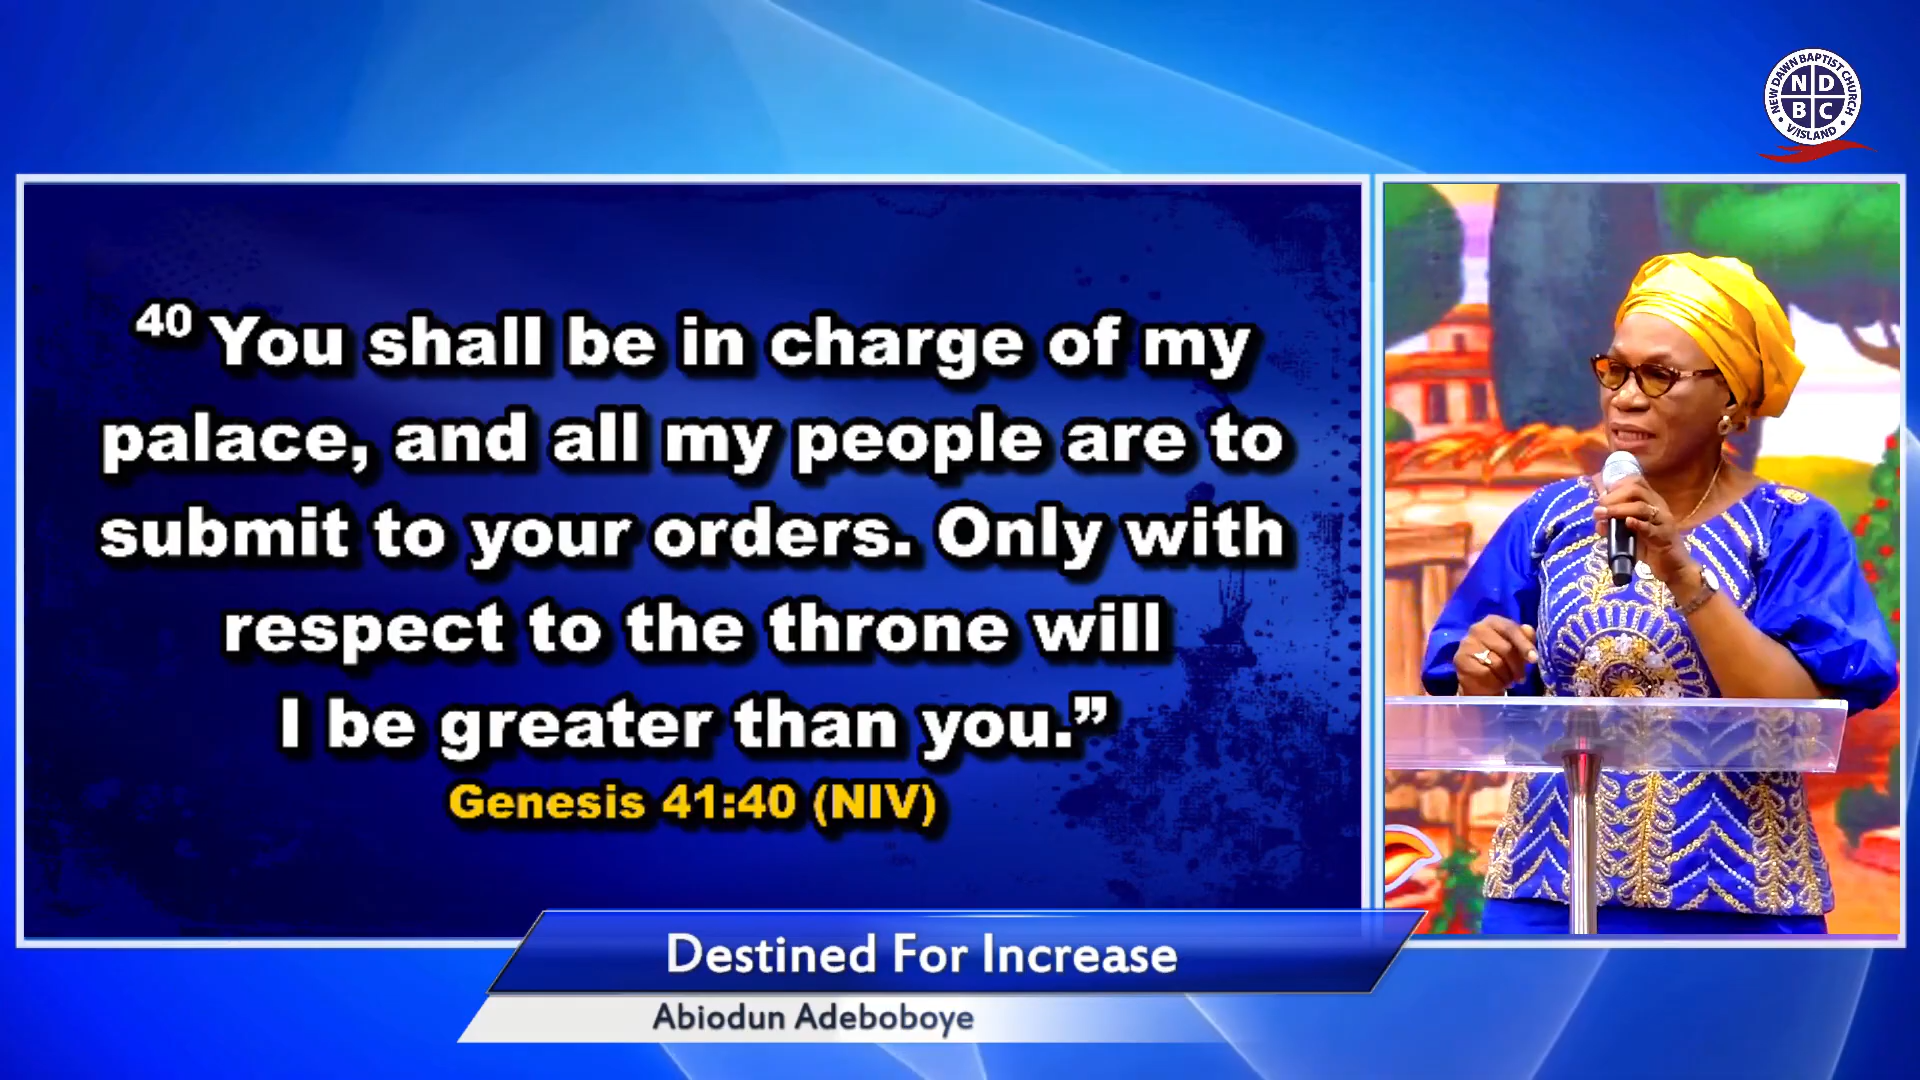 NEW DAWN BAPTIST CHURCH
N D
B C
• V/ISLAND •
40 You shall be in charge of my
palace, and all my people are to
submit to your orders. Only with
respect to the throne will
I be greater than you.”
Genesis 41:40 (NIV)
Destined For Increase
Abiodun Adeboboye